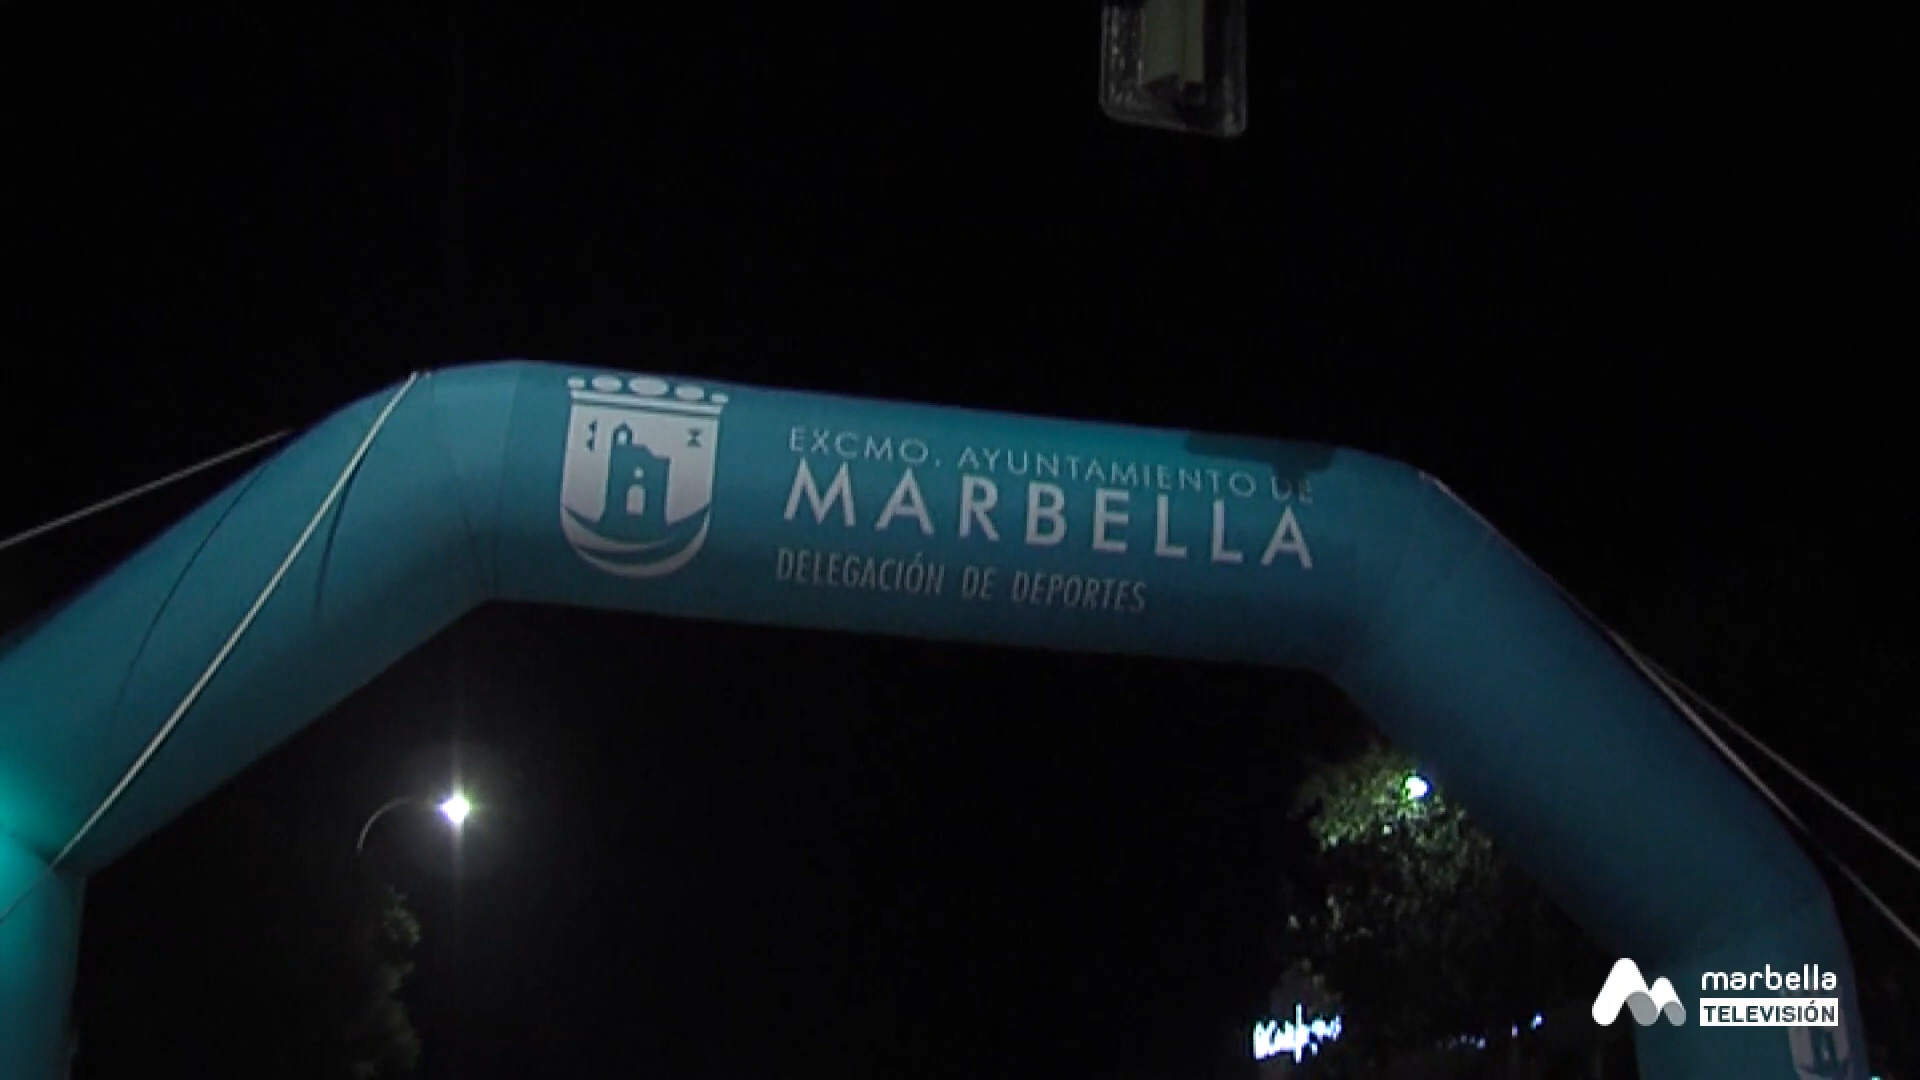 EXCMO. AYUNTAMIENTO DE
MARBELLA
DELEGACIÓN DE DEPORTES
marbella
TELEVISIÓN